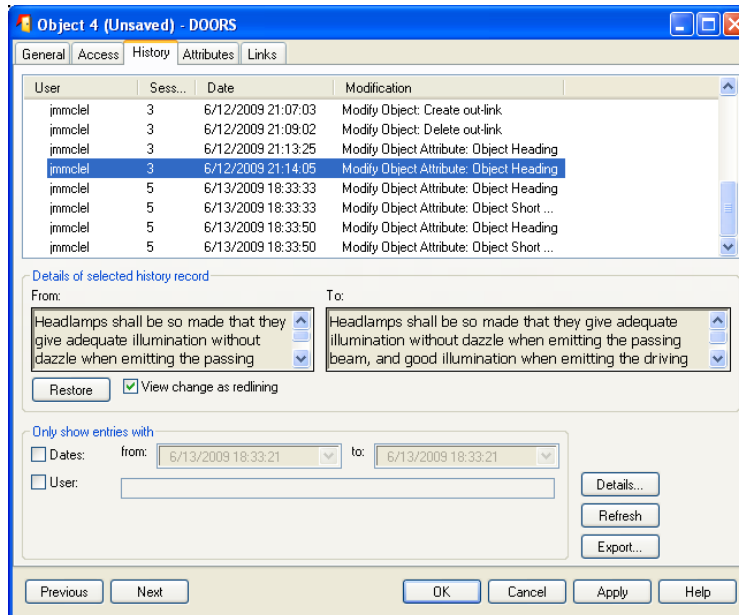 Object 4 (Unsaved) - DOORS
General Access History Attributes Links
User Sess... Date Modification
jmmclel 3 6/12/2009 21:07:03 Modify Object: Create out-link
jmmclel 3 6/12/2009 21:09:02 Modify Object: Delete out-link
jmmclel 3 6/12/2009 21:13:25 Modify Object Attribute: Object Heading
jmmclel 3 6/12/2009 21:14:05 Modify Object Attribute: Object Heading
jmmclel 5 6/13/2009 18:33:33 Modify Object Attribute: Object Heading
jmmclel 5 6/13/2009 18:33:33 Modify Object Attribute: Object Short ...
jmmclel 5 6/13/2009 18:33:50 Modify Object Attribute: Object Heading
jmmclel 5 6/13/2009 18:33:50 Modify Object Attribute: Object Short ...
Details of selected history record
From: To:
Headlamps shall be so made that they Headlamps shall be so made that they give adequate
give adequate illumination without illumination without dazzle when emitting the passing
dazzle when emitting the passing beam, and good illumination when emitting the driving
Restore View change as redlining
Only show entries with
Dates: from: 6/13/2009 18:33:21 to: 6/13/2009 18:33:21
User:
Details...
Refresh
Export...
Previous Next OK Cancel Apply Help